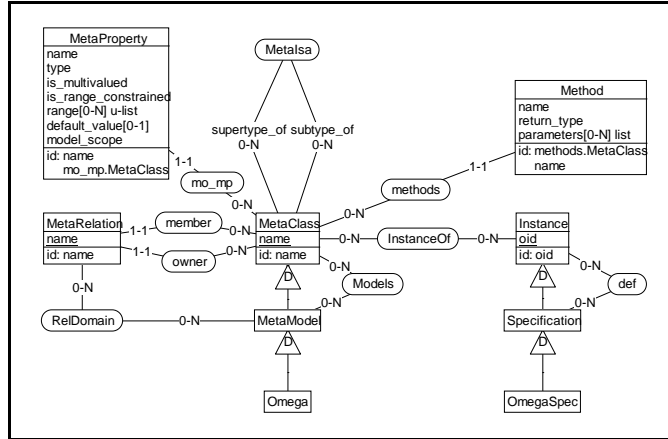 MetaProperty
name
type
is_multivalued
is_range_constrained
range[0-N] u-list
default_value[0-1]
model_scope
id: name
mo_mp.MetaClass
MetaIsa
Method
name
return_type
parameters[0-N] list
id: methods.MetaClass
name
supertype_of
0-N
subtype_of
0-N
1-1
mo_mp
0-N
1-1
methods
0-N
MetaRelation
name
id: name
1-1
member
0-N
1-1
owner
0-N
MetaClass
name
id: name
0-N
InstanceOf
0-N
Instance
oid
id: oid
0-N
RelDomain
0-N
D
0-N
Models
0-N
MetaModel
D
Omega
D
0-N
def
0-N
Specification
D
OmegaSpec